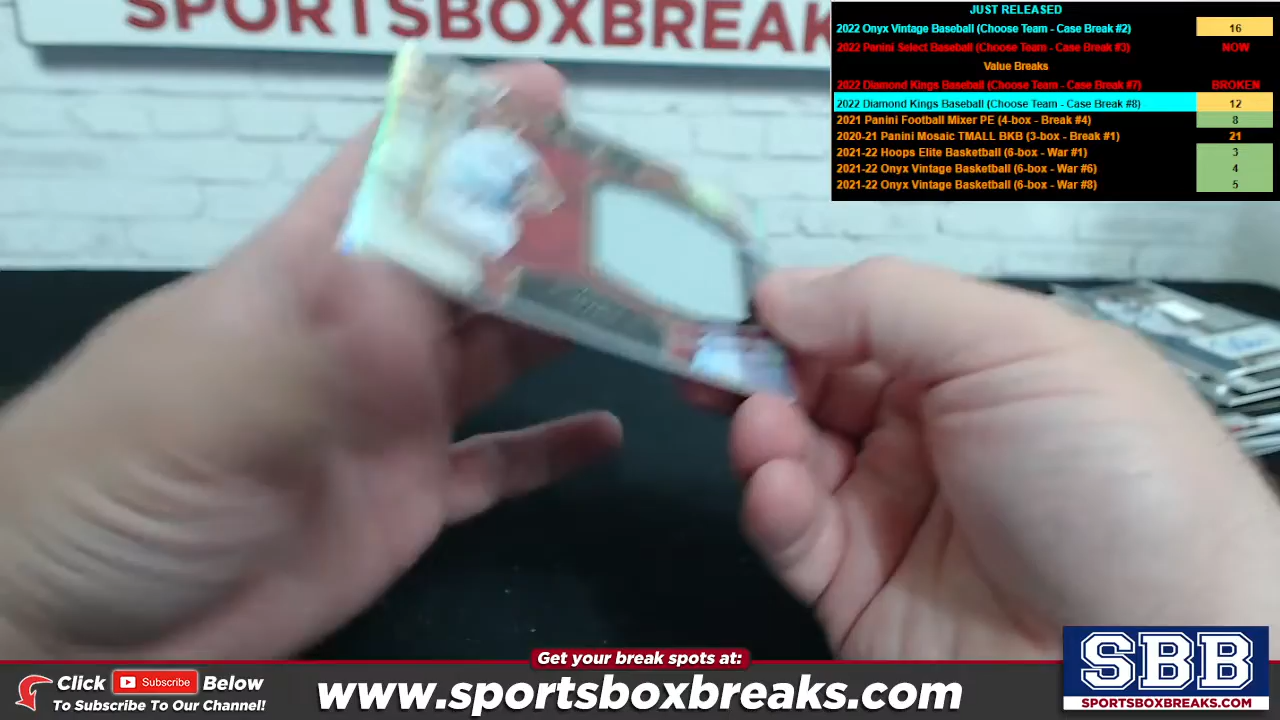 SPORTSBOXBREAKS.
JUST RELEASED
2022 Onyx Vintage Baseball (Choose Team - Case Break #2) 16
2022 Panini Select Baseball (Choose Team - Case Break #3) NOW
Value Breaks
2022 Diamond Kings Baseball (Choose Team - Case Break #7) BROKEN
2022 Diamond Kings Baseball (Choose Team - Case Break #8) 12
2021 Panini Football Mixer PE (4-box - Break #4) 8
2020-21 Panini Mosaic TMALL BKB (3-box - Break #1) 21
2021-22 Hoops Elite Basketball (6-box - War #1) 3
2021-22 Onyx Vintage Basketball (6-box - War #6) 4
2021-22 Onyx Vintage Basketball (6-box - War #8) 5
Get your break spots at:
Click Subscribe Below
To Subscribe To Our Channel!
www.sportsboxbreaks.com
SBB
SPORTSBOXBREAKS.COM